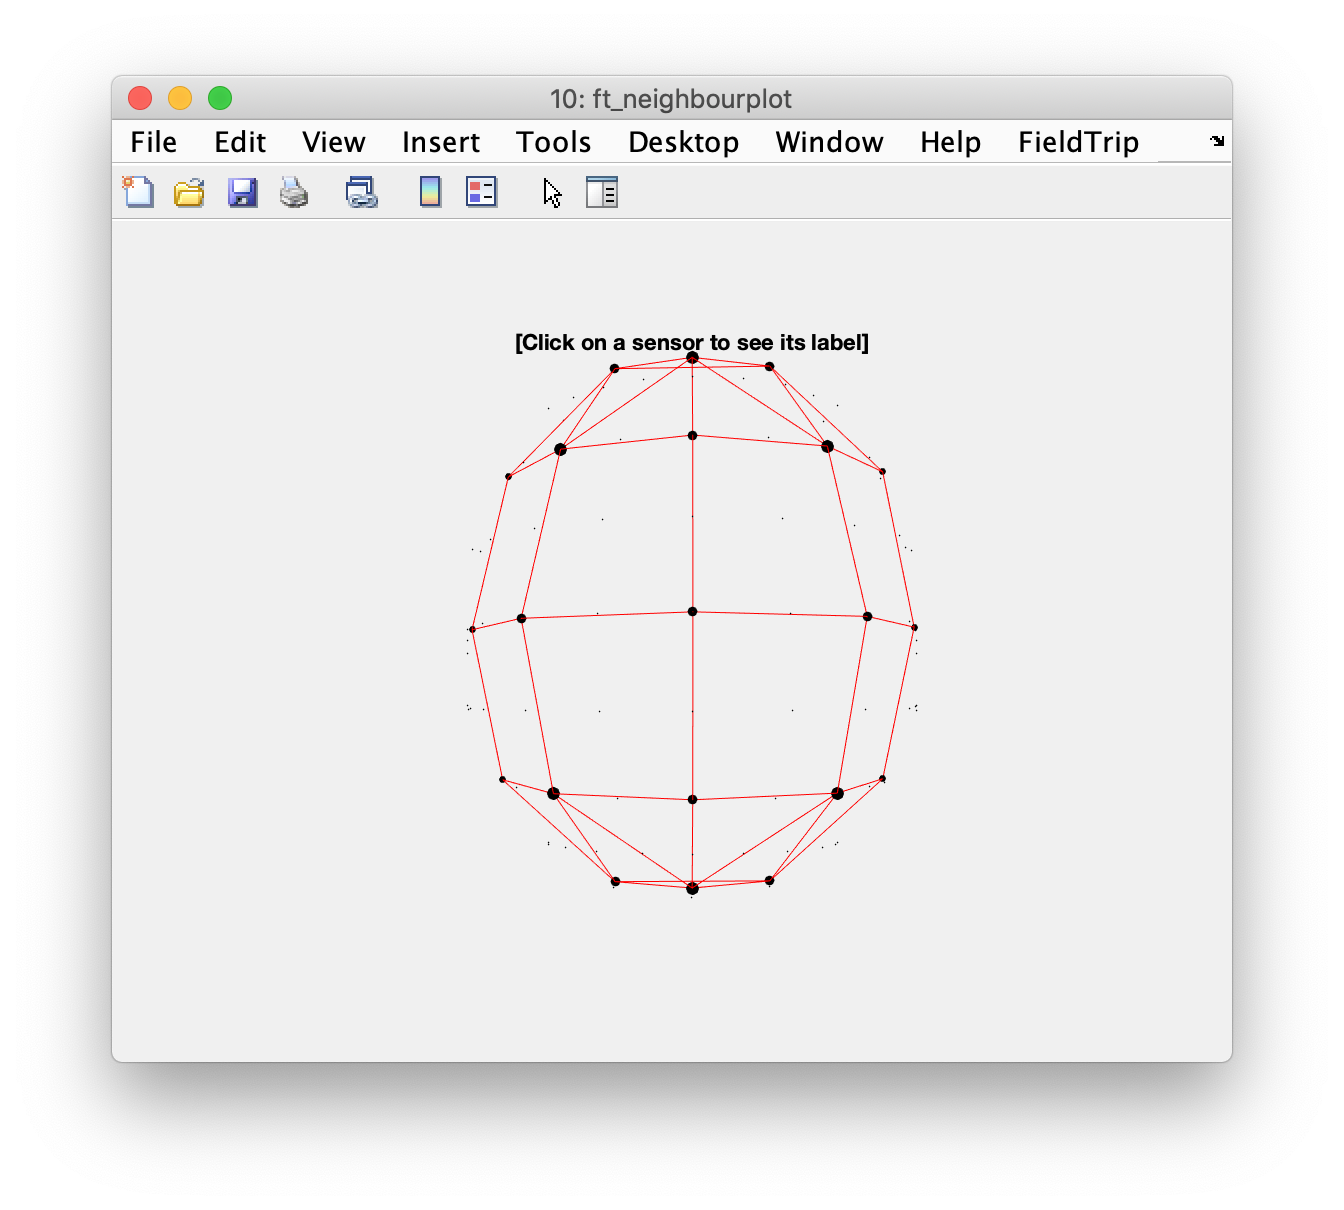 10: ft_neighbourplot
File Edit View Insert Tools Desktop Window Help FieldTrip
[Click on a sensor to see its label]